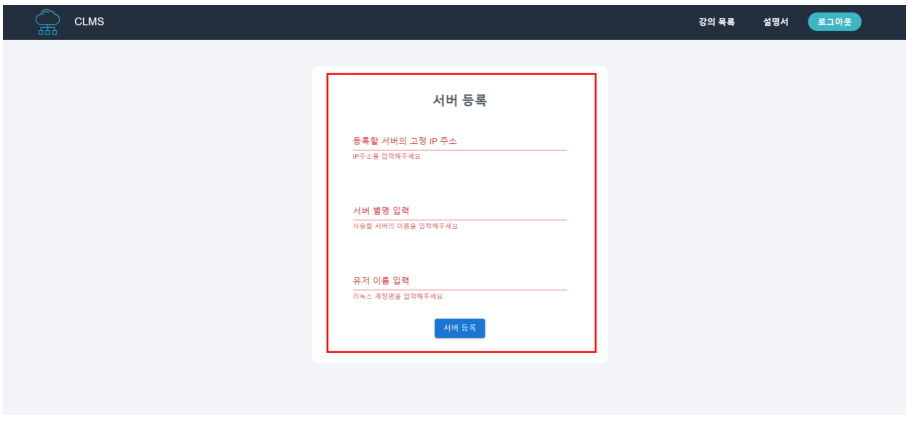 CLMS
강의 목록
설명서
로그아웃
서버 등록
등록할 서버의 고정 IP 주소
IP주소를 입력해주세요
서버 별명 입력
사용할 서버의 이름을 입력해주세요
유저 이름 입력
리눅스 계정명을 입력해주세요
서버 등록